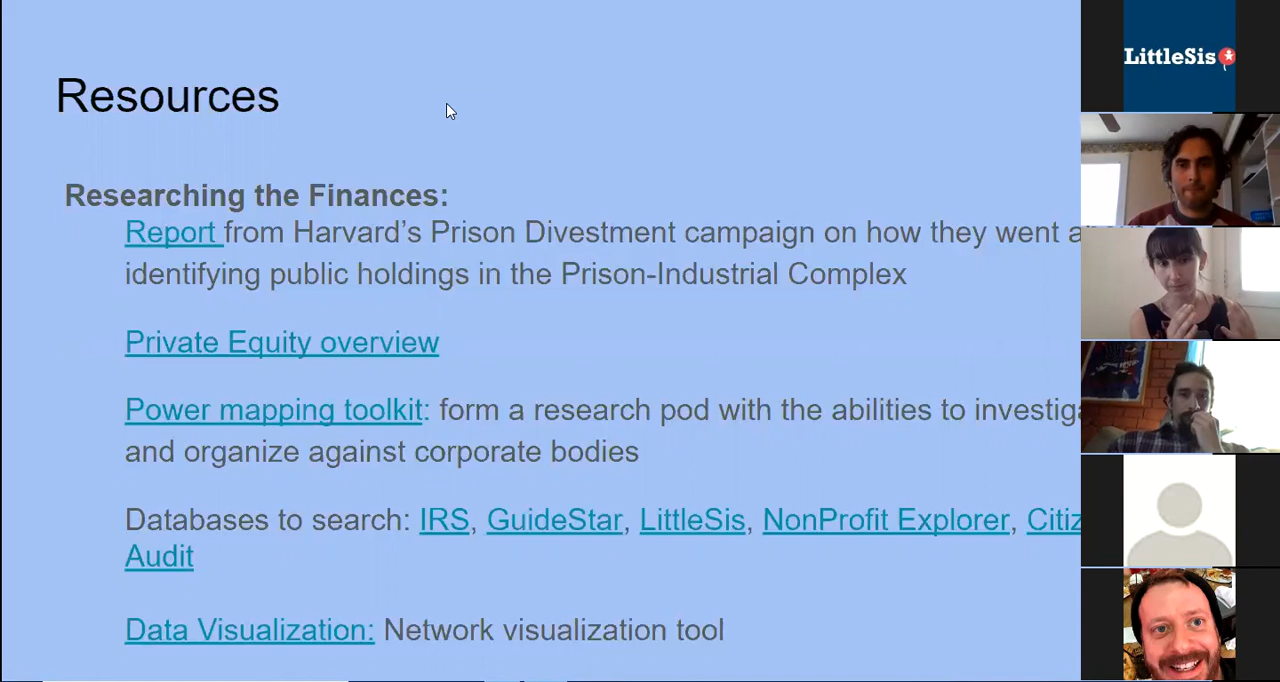 Resources
LittleSis
Researching the Finances:
Report from Harvard's Prison Divestment campaign on how they went
identifying public holdings in the Prison-Industrial Complex
Private Equity overview
Power mapping toolkit: form a research pod with the abilities to
and organize against corporate bodies
Databases to search: IRS, GuideStar, LittleSis, NonProfit Explorer,
Audit
Data Visualization: Network visualization tool